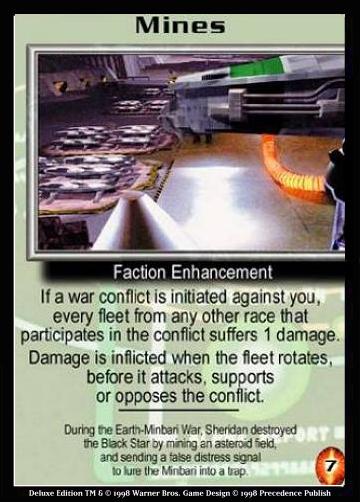 Mines
Faction Enhancement
If a war conflict is initiated against you,
every fleet from any other race that
participates in the conflict suffers 1 damage.
Damage is inflicted when the fleet rotates,
before it attacks, supports
or opposes the conflict.
During the Earth-Minbari War, Sheridan destroyed
the Black Star by mining an asteroid field,
and sending a false distress signal
to lure the Minbari into a trap.
7
Deluxe Edition TM & © 1998 Warner Bros. Game Design © 1998 Precedence Publish